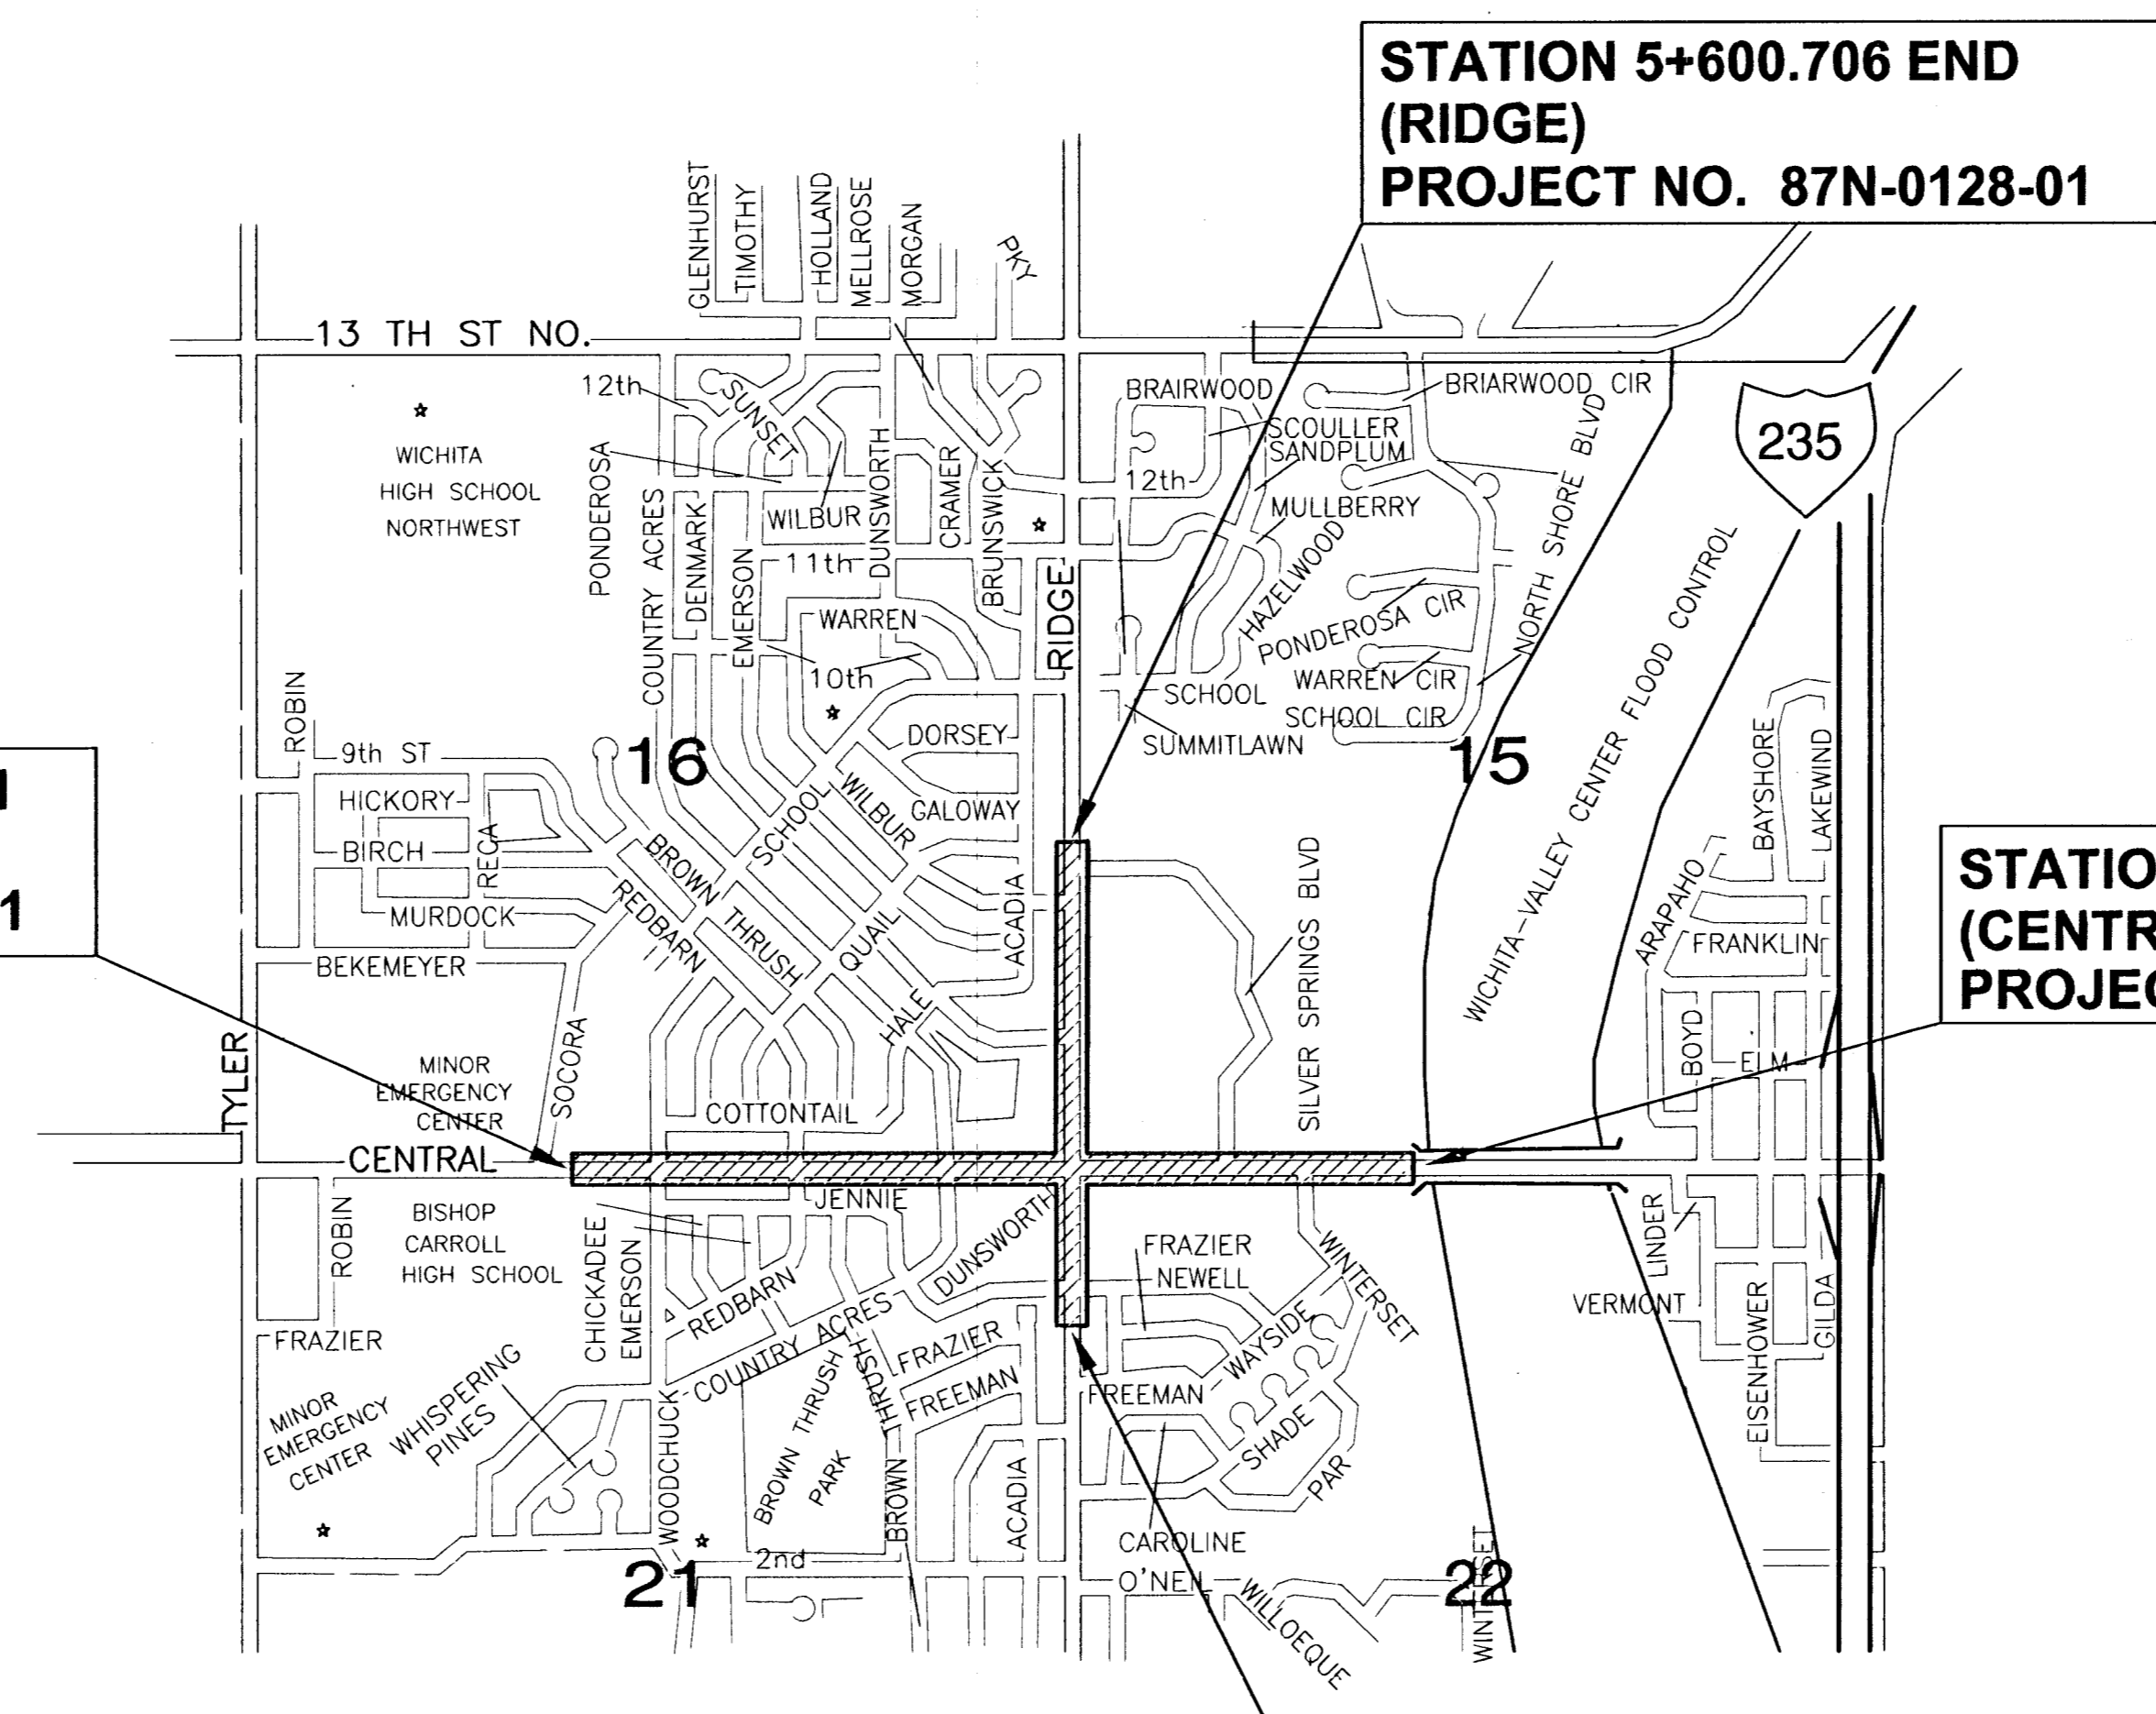 STATION 5+600.706 END
(RIDGE)
PROJECT NO. 87N-0128-01
GLENHURST
TIMOTHY
HOLLAND
MELLROSE
MORGAN
PKY
13 TH ST NO.
12th
SUNSET
BRAIRWOOD
BRIARWOOD CIR
235
WICHITA
HIGH SCHOOL
NORTHWEST
PONDEROSA
COUNTRY ACRES
DENMARK
EMERSON
WILBUR
DUNSWORTH
CRAMER
BRUNSWICK
SCOULLER
SANDPLUM
12th
MULLBERRY
HAZELWOOD
NORTH SHORE BLVD
11th
WARREN
10th
RIDGE
PONDEROSA CIR
WARREN CIR
SCHOOL
SCHOOL CIR
SUMMITLAWN
WICHITA-VALLEY CENTER FLOOD CONTROL
ROBIN
9th ST
16
DORSEY
15
HICKORY
BIRCH
RECA
MURDOCK
BEKEMEYER
BROWN THRUSH
REDBARN
SCHOOL
WILBUR
GALOWAY
QUAIL
ACADIA
HALE
SILVER SPRINGS BLVD
BAYSHORE
LAKEWIND
ARAPAHO
FRANKLIN
BOYD
ELM
1
STATIO
(CENTR
PROJEC
TYLER
SOCORA
MINOR
EMERGENCY
CENTER
COTTONTAIL
CENTRAL
JENNIE
ROBIN
BISHOP
CARROLL
HIGH SCHOOL
CHICKADEE
EMERSON
REDBARN
COUNTRY ACRES
DUNSWORTH
FRAZIER
NEWELL
WINTERSET
WAYSIDE
LINDER
VERMONT
EISENHOWER
GILDA
FRAZIER
MINOR
EMERGENCY
CENTER
WHISPERING
PINES
WOODCHUCK
BROWN THRUSH
PARK
BROWN THRUSH
FRAZIER
FREEMAN
ACADIA
FREEMAN
SHADE
PAR
CAROLINE
O'NEIL
WILLOEQUE
2nd
21
22
WINTERSET